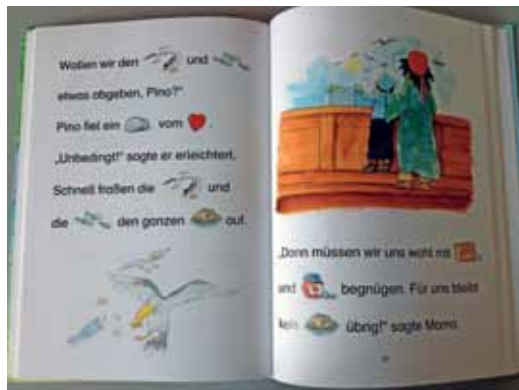 Wollen wir den und
etwas abgeben, Pino?"
Pino fiel ein vom .
„Unbedingt!" sagte er erleichtert.
Schnell fraßen die und
die den ganzen auf.
„Dann müssen wir uns wohl mit ,
und begnügen. Für uns bleibt
kein übrig!" sagte Mama.